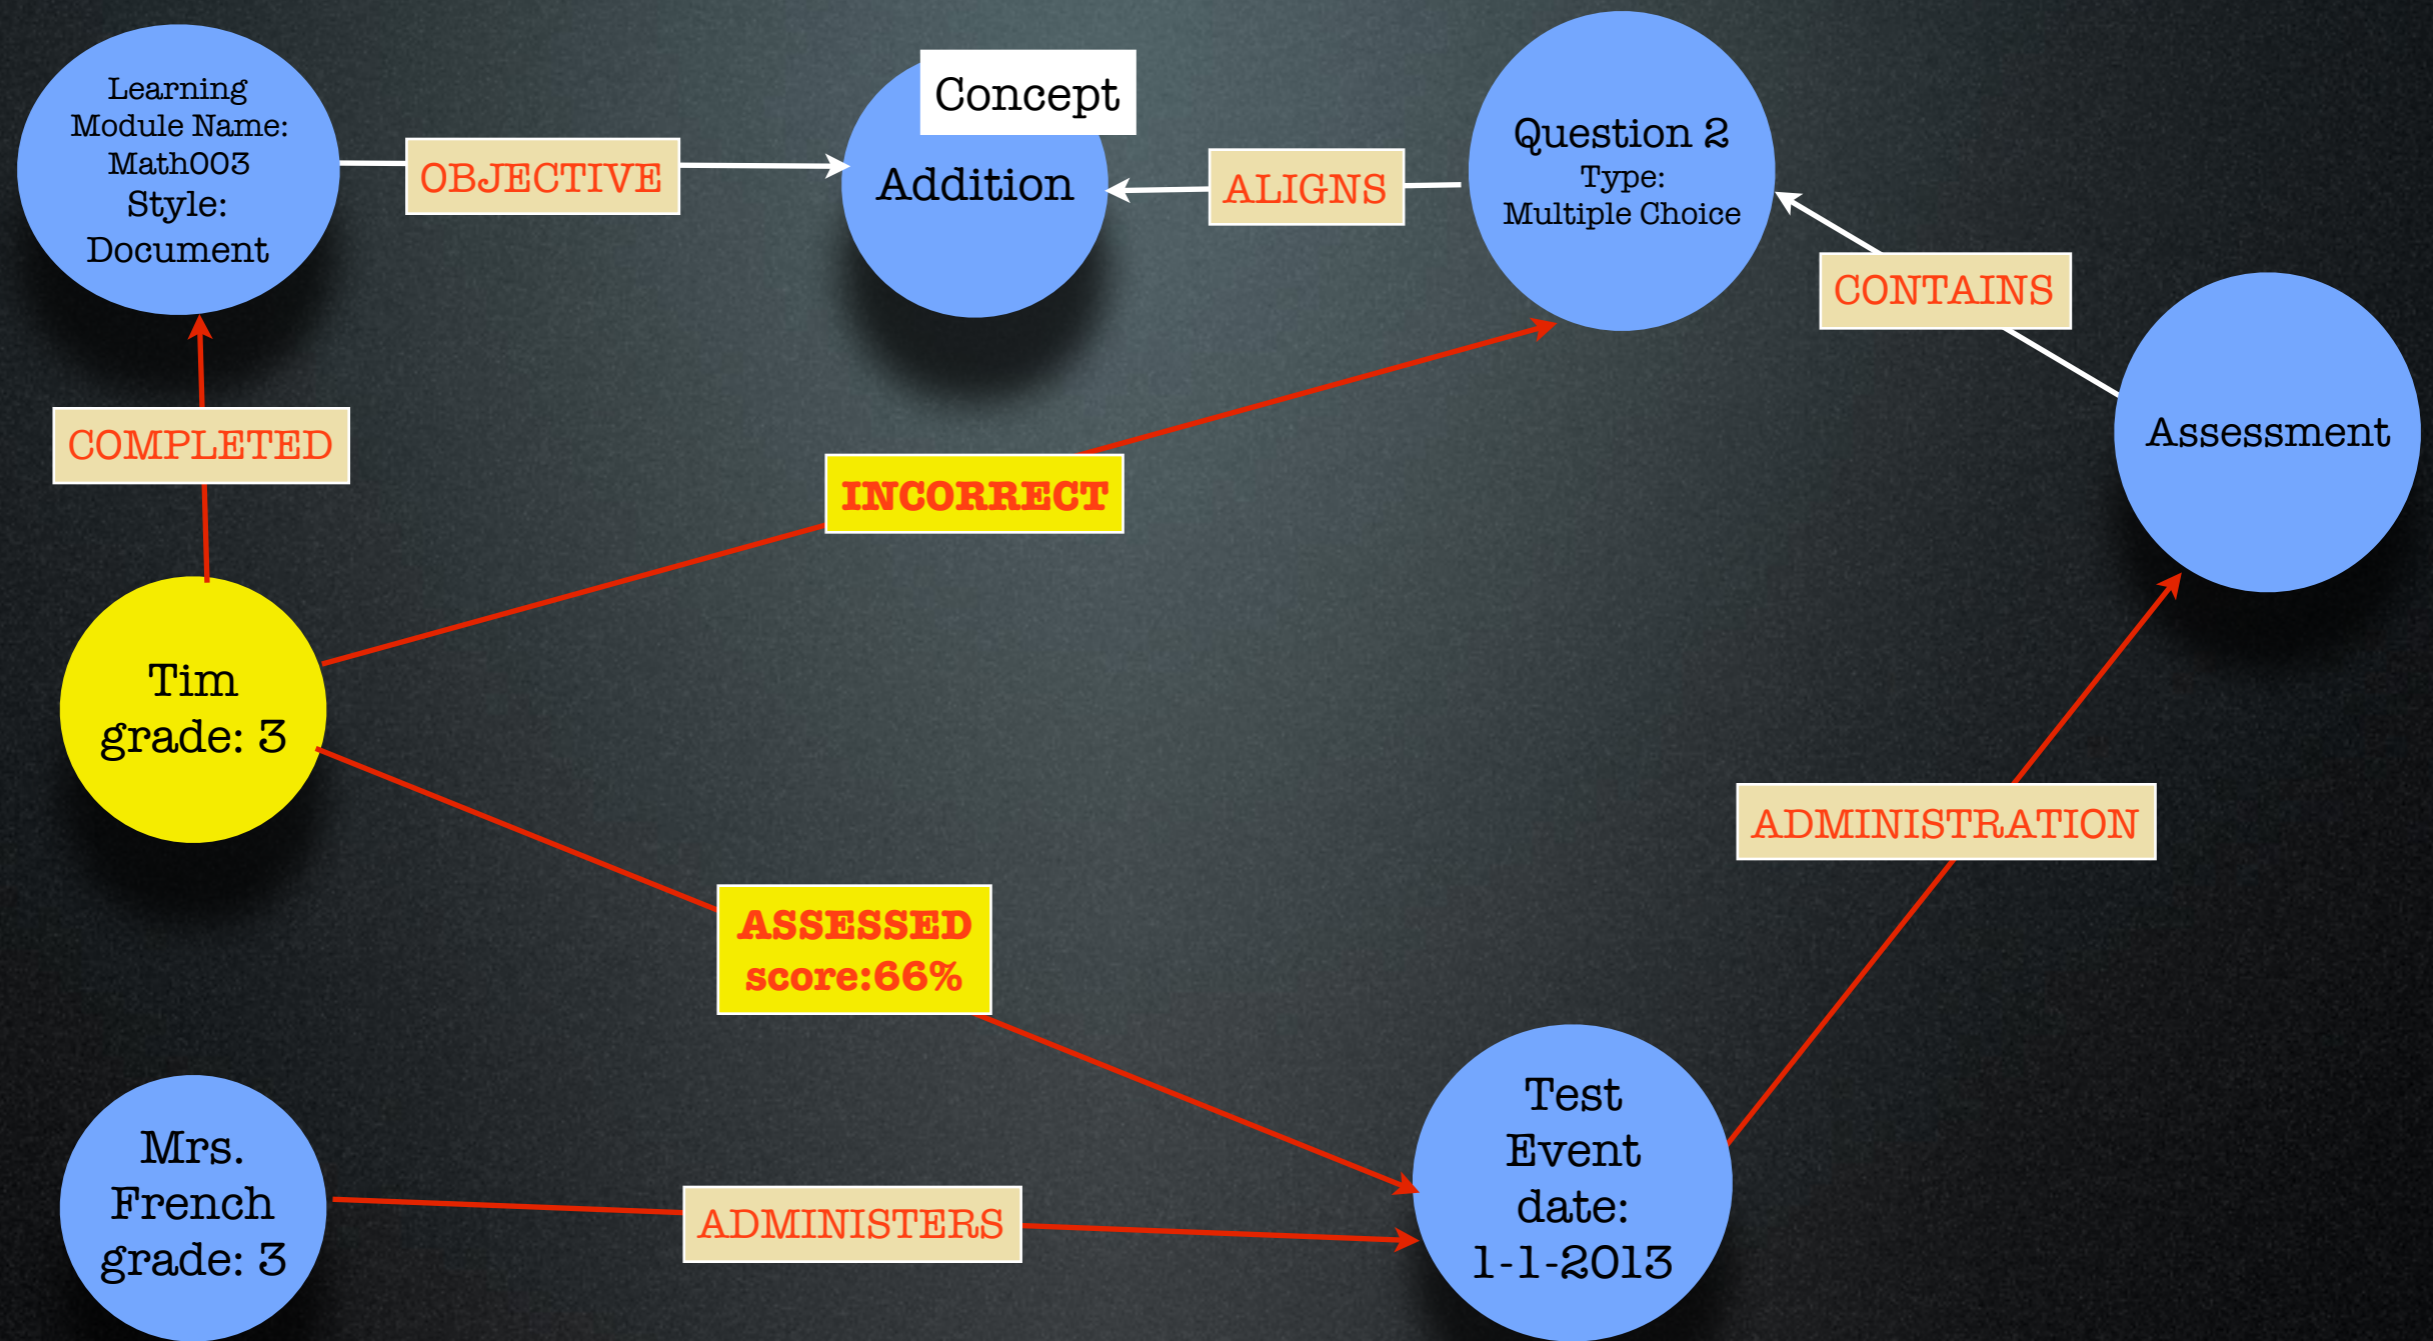 Learning
Module Name:
Math003
Style:
Document
OBJECTIVE
Concept
Addition
ALIGNS
Question 2
Type:
Multiple Choice
CONTAINS
Assessment
COMPLETED
INCORRECT
Tim
grade: 3
ADMINISTRATION
ASSESSED
score:66%
Mrs.
French
grade: 3
ADMINISTERS
Test
Event
date:
1-1-2013